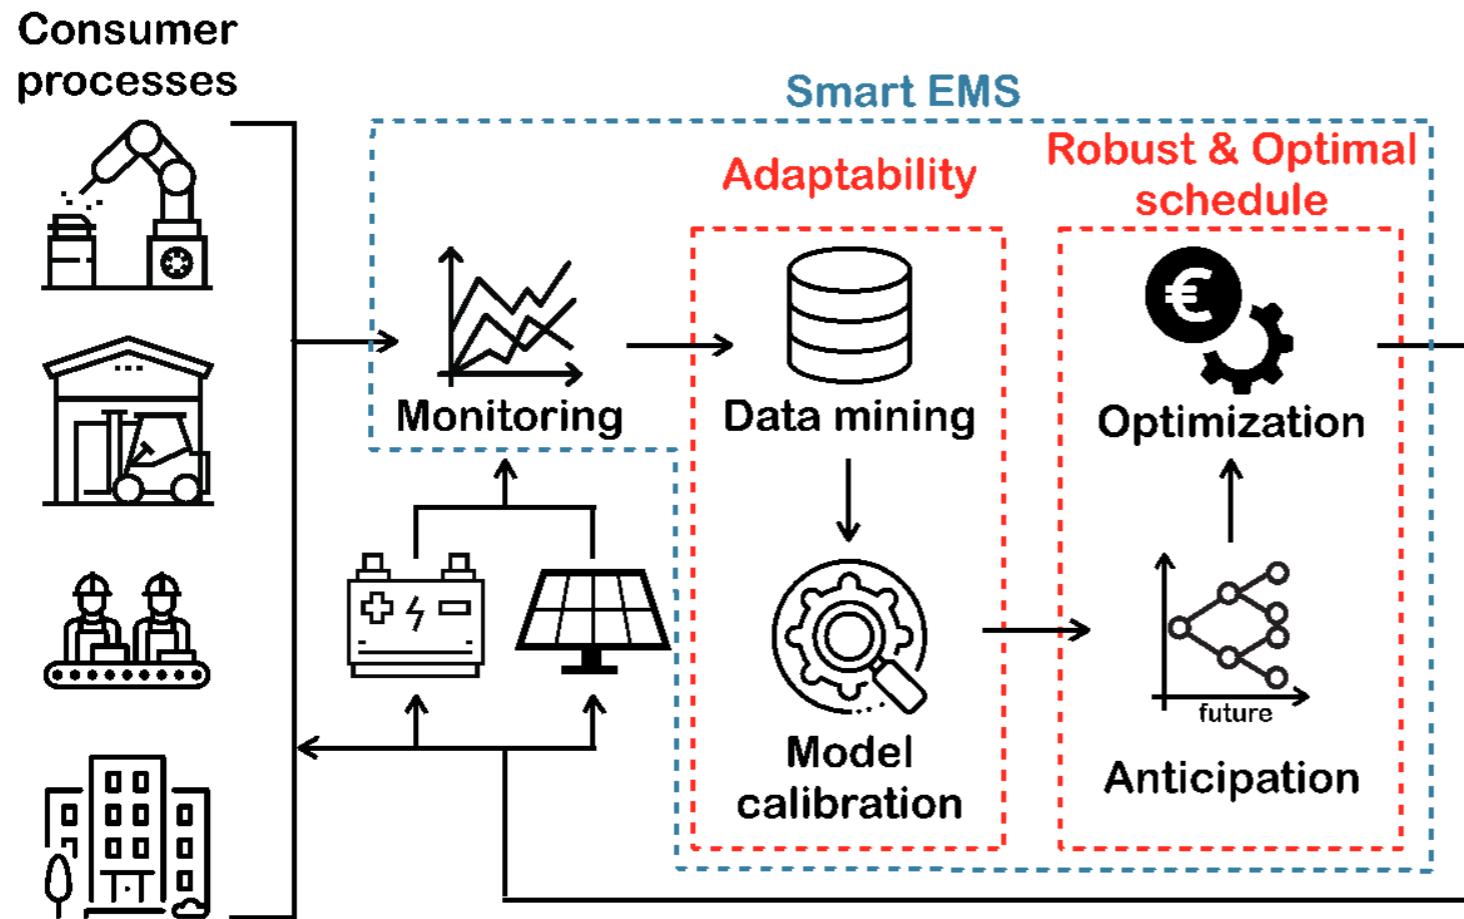 Consumer
processes
Smart EMS
Adaptability
Robust & Optimal
schedule
Monitoring
Data mining
€
Optimization
Model
calibration
future
Anticipation